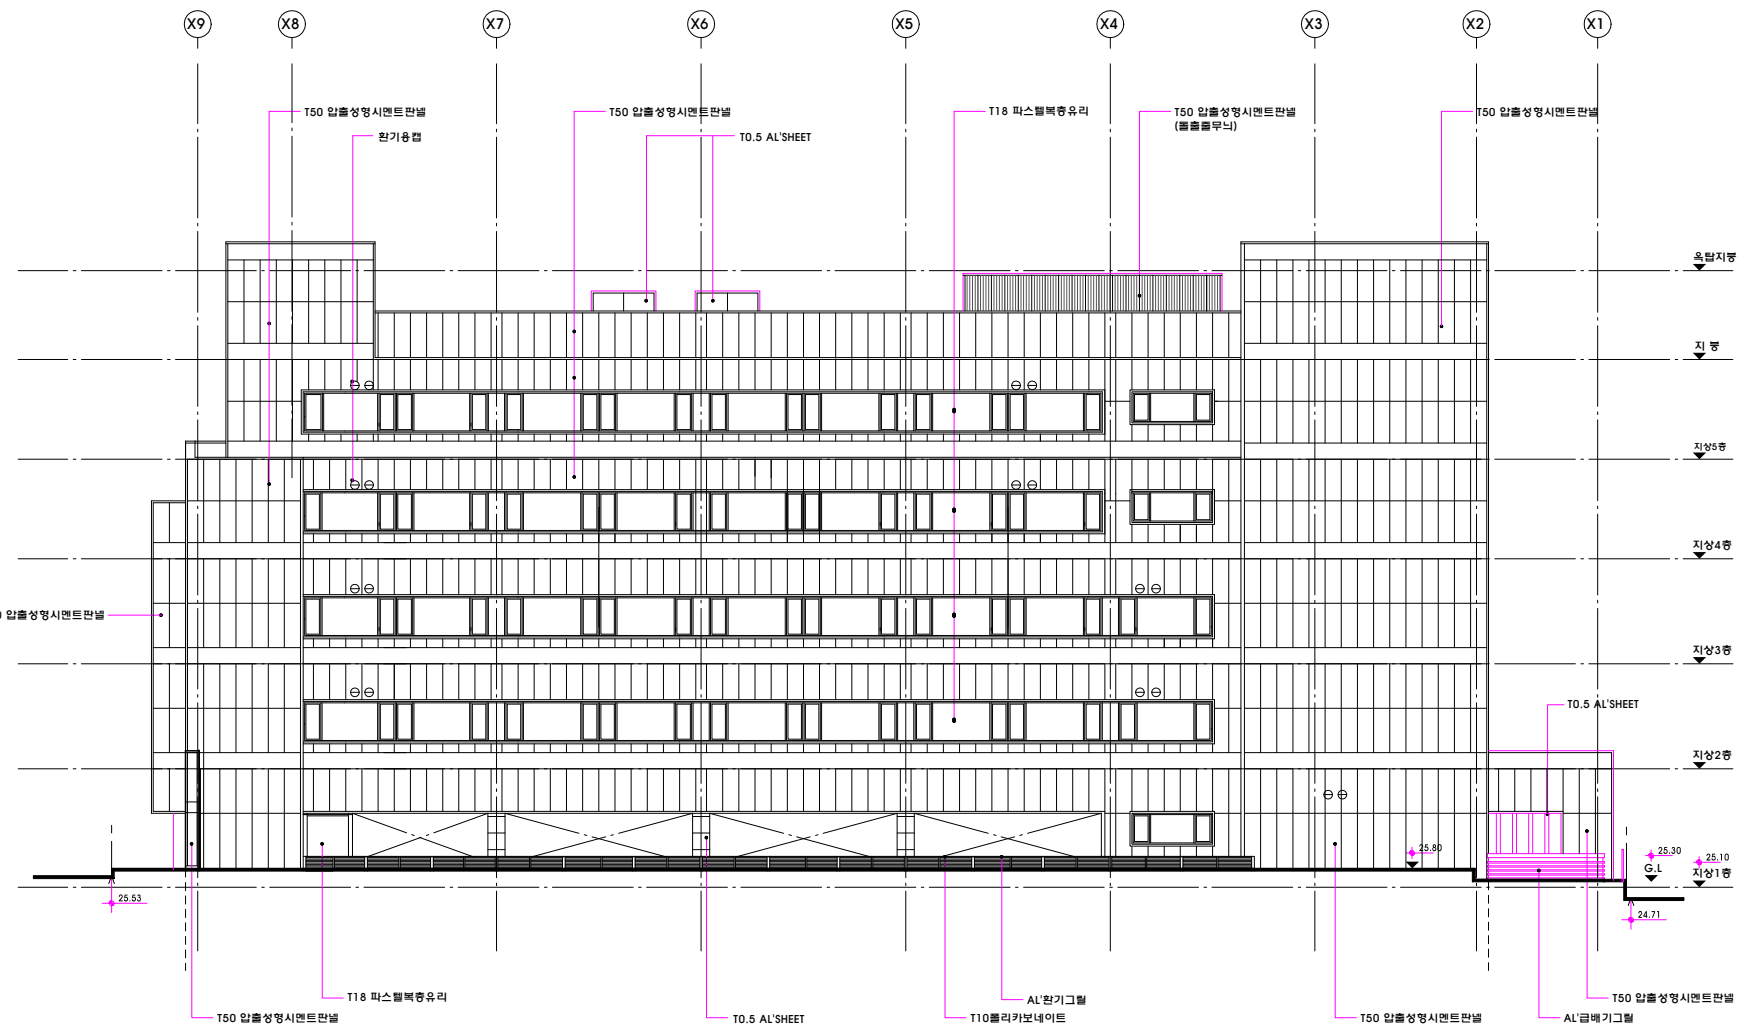 X9 X8 X7 X6 X5 X4 X3 X2 X1
T50 압출성형시멘트판넬
T50 압출성형시멘트판넬
T18 파스텔복층유리
T50 압출성형시멘트판넬
(돌출줄무늬)
T50 압출성형시멘트판넬
환기용캡
T0.5 AL'SHEET
옥탑지붕
지 붕
지상5층
지상4층
압출성형시멘트판넬
지상3층
T0.5 AL'SHEET
지상2층
25.80
25.30
25.10
G.L
지상1층
25.53
24.71
T18 파스텔복층유리
AL'환기그릴
T50 압출성형시멘트판넬
T50 압출성형시멘트판넬
T0.5 AL'SHEET
T10폴리카보네이트
T50 압출성형시멘트판넬
AL'급배기그릴